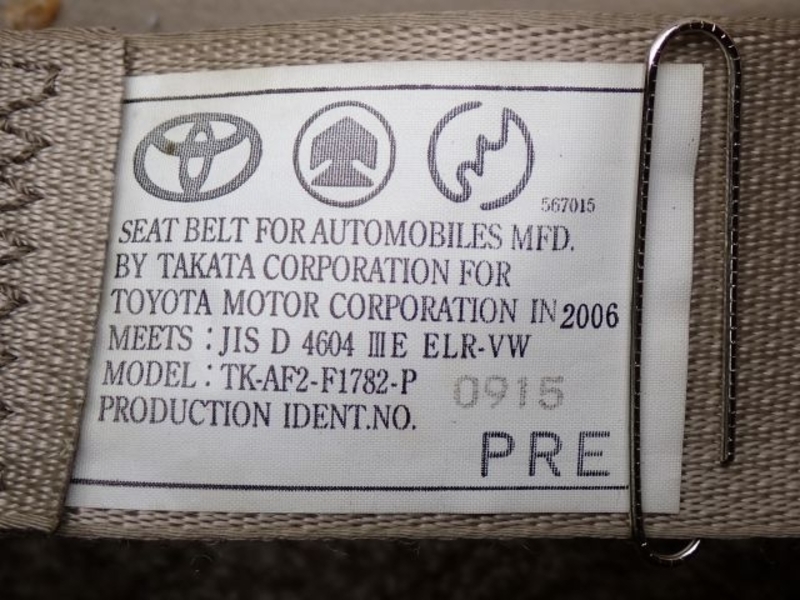 567015
SEAT BELT FOR AUTOMOBILES MFD.
BY TAKATA CORPORATION FOR
TOYOTA MOTOR CORPORATION IN 2006
MEETS : JIS D 4604 ⅢE ELR-VW
MODEL : TK-AF2-F1782-P
0915
PRODUCTION IDENT.NO.
PRE